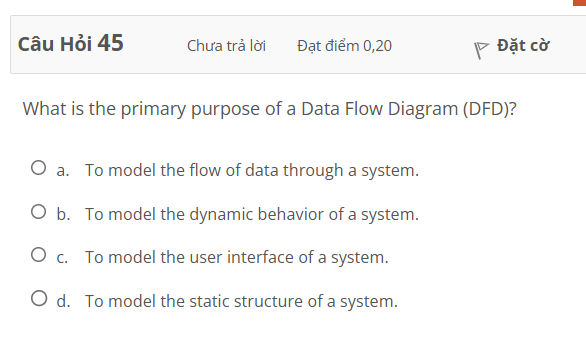 Câu Hỏi 45
Chưa trả lời
Đạt điểm 0,20
Đặt cờ
What is the primary purpose of a Data Flow Diagram (DFD)?
a. To model the flow of data through a system.
b. To model the dynamic behavior of a system.
c. To model the user interface of a system.
d. To model the static structure of a system.